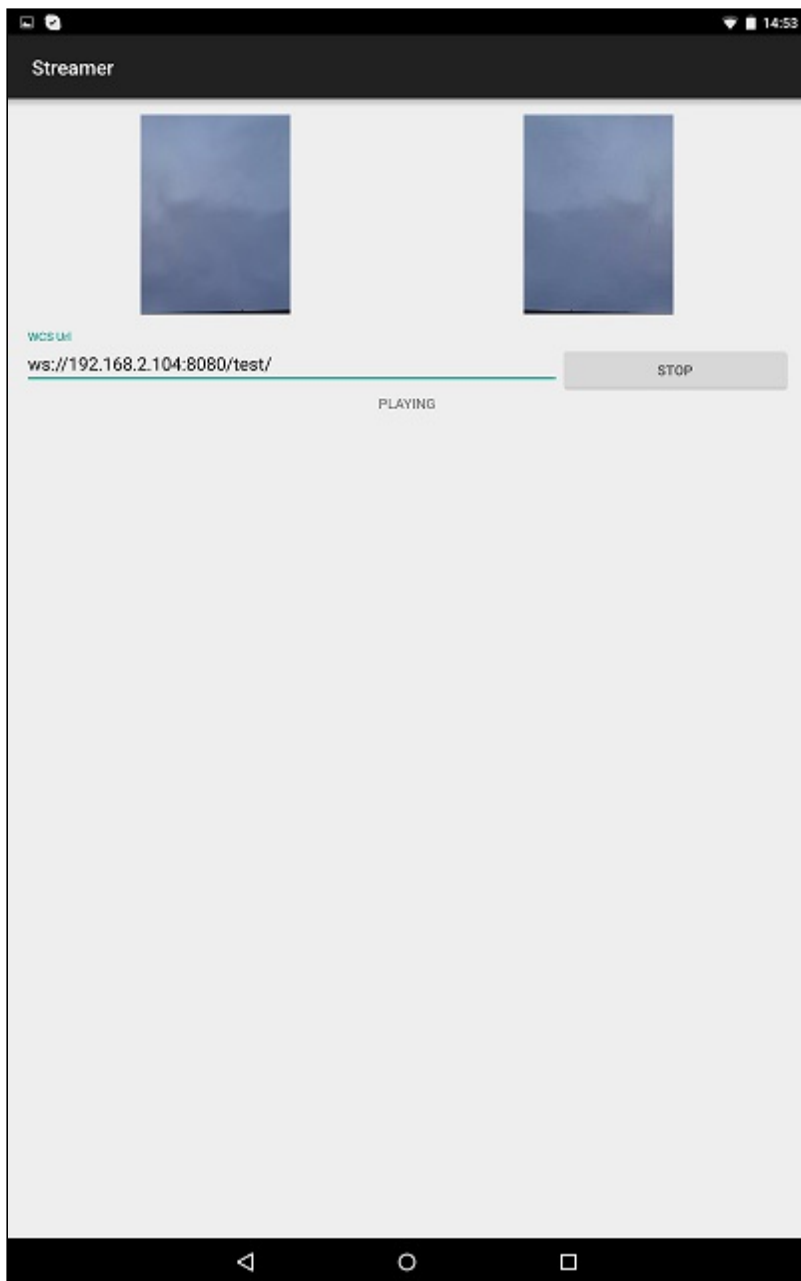 14:53
Streamer
WCS Url
ws://192.168.2.104:8080/test/
STOP
PLAYING